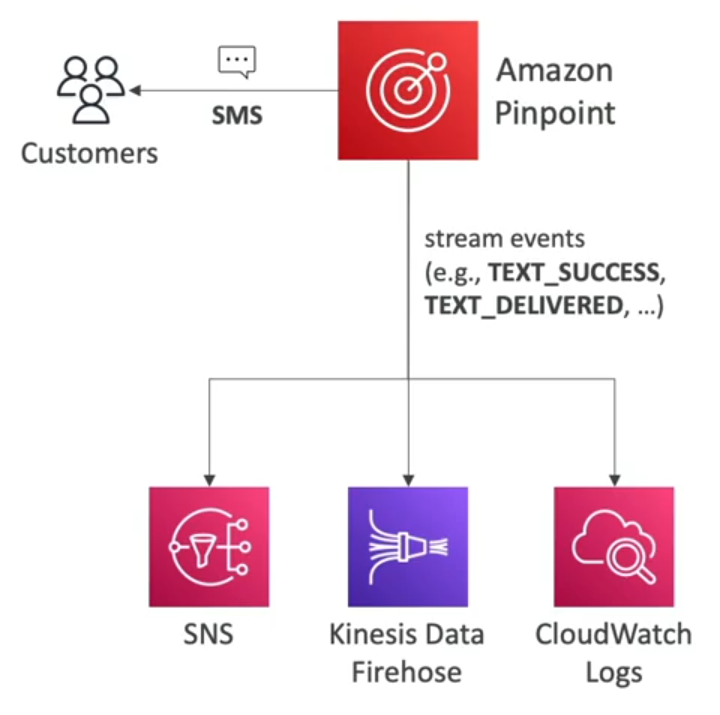 Amazon
Pinpoint
SMS
Customers
stream events
(e.g., TEXT_SUCCESS,
TEXT_DELIVERED, ...)
SNS
Kinesis Data
Firehose
CloudWatch
Logs